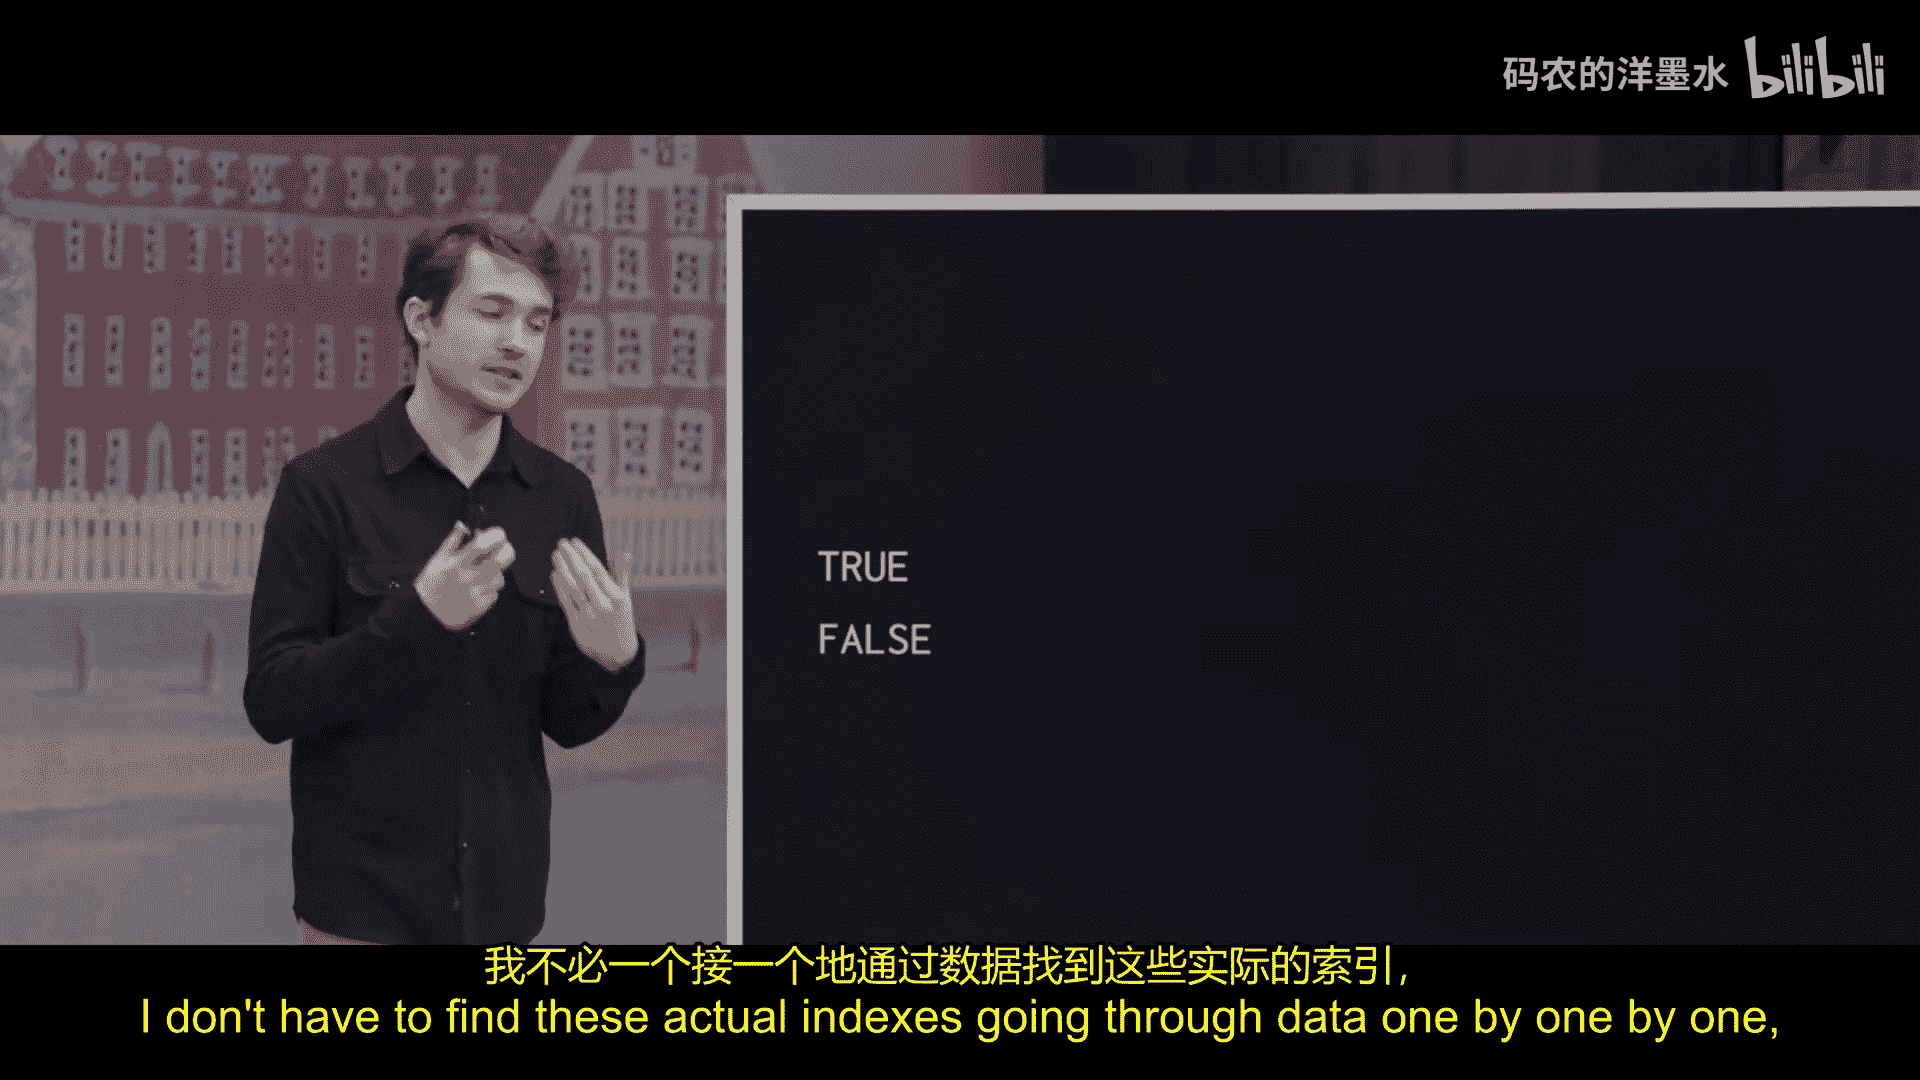 码农的洋墨水 bilibili
TRUE
FALSE
我不必一个接一个地通过数据找到这些实际的索引,
I don't have to find these actual indexes going through data one by one by one,